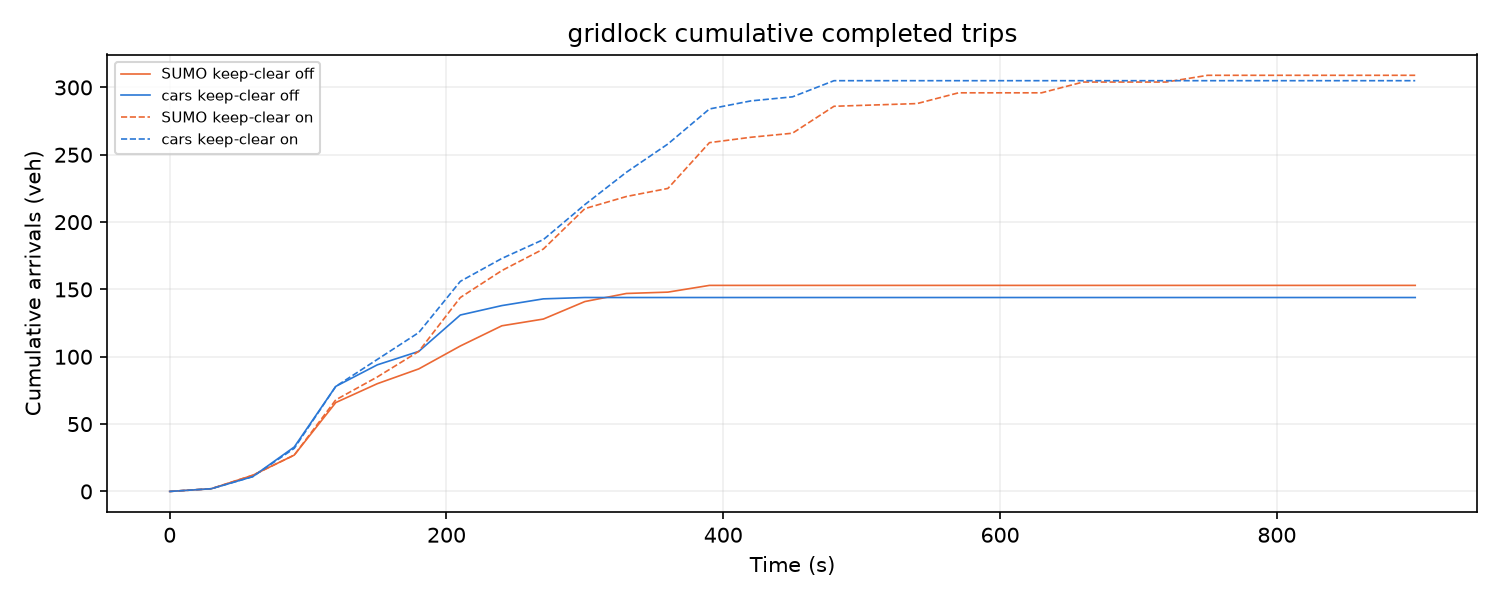 gridlock cumulative completed trips
SUMO keep-clear off
cars keep-clear off
SUMO keep-clear on
cars keep-clear on
Cumulative arrivals (veh)
300
250
200
150
100
50
0
0 200 400 600 800
Time (s)